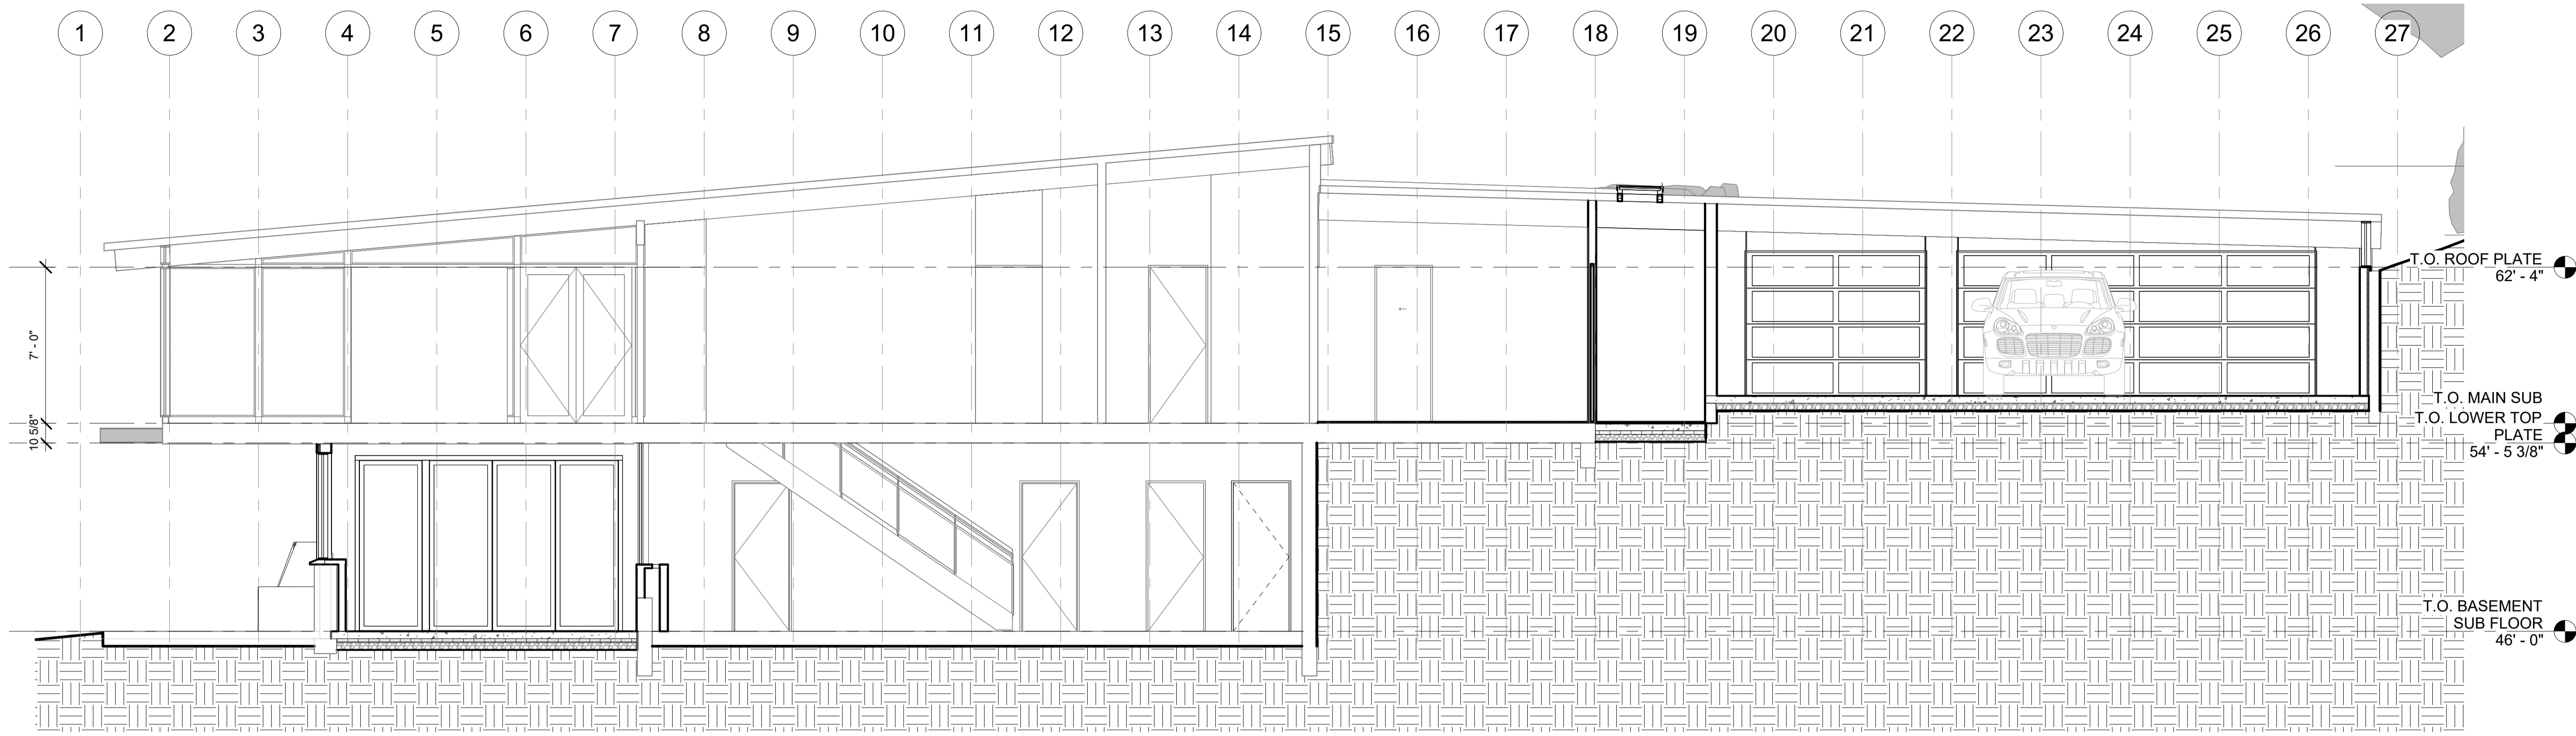 1 2 3 4 5 6 7 8 9 10 11 12 13 14 15 16 17 18 19 20 21 22 23 24 25 26 27
T.O. ROOF PLATE
62' - 4"
7' - 0"
10 5/8"
T.O. MAIN SUB
T.O. LOWER TOP
PLATE
54' - 5 3/8"
T.O. BASEMENT
SUB FLOOR
46' - 0"